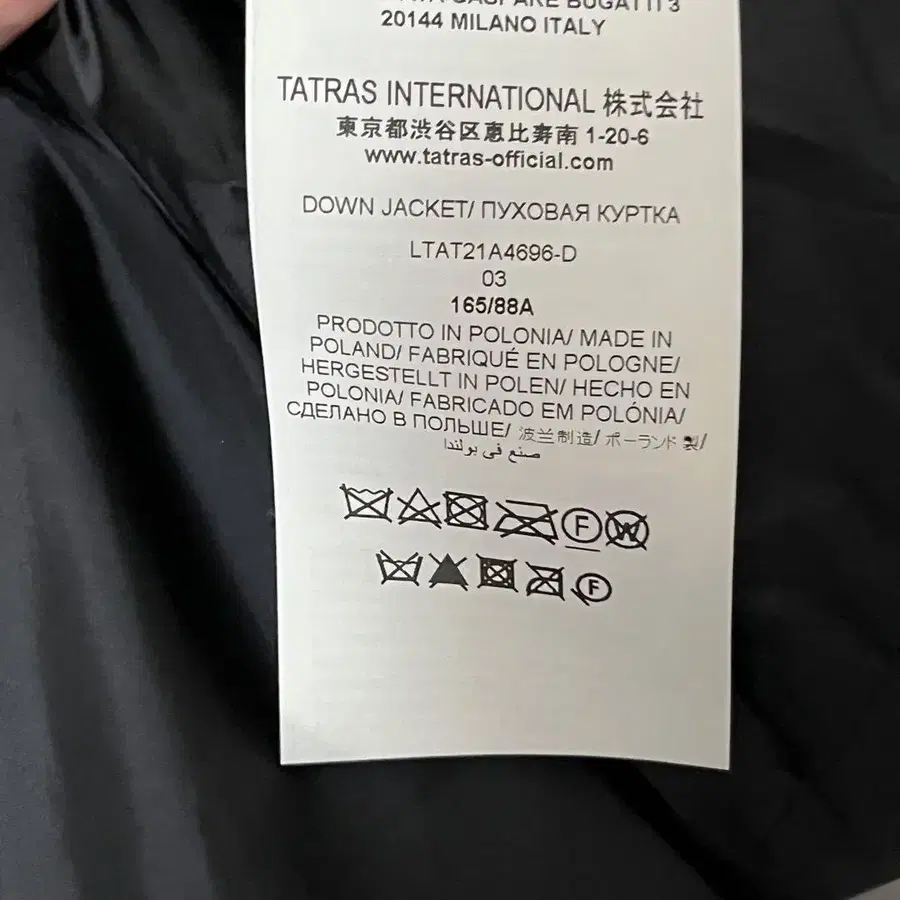 GASPARE BUGATTI 3
20144 MILANO ITALY
TATRAS INTERNATIONAL 株式会社
東京都渋谷区恵比寿南 1-20-6
www.tatras-official.com
DOWN JACKET/ ПУХОВАЯ КУРТКА
LTAT21A4696-D
03
165/88A
PRODOTTO IN POLONIA/ MADE IN
POLAND/ FABRIQUÉ EN POLOGNE/
HERGESTELLT IN POLEN/ HECHO EN
POLONIA/ FABRICADO EM POLÓNIA/
СДЕЛАНО В ПОЛЬШЕ/ 波兰制造/ ポーランド製/
صنع في بولندا
F W
F